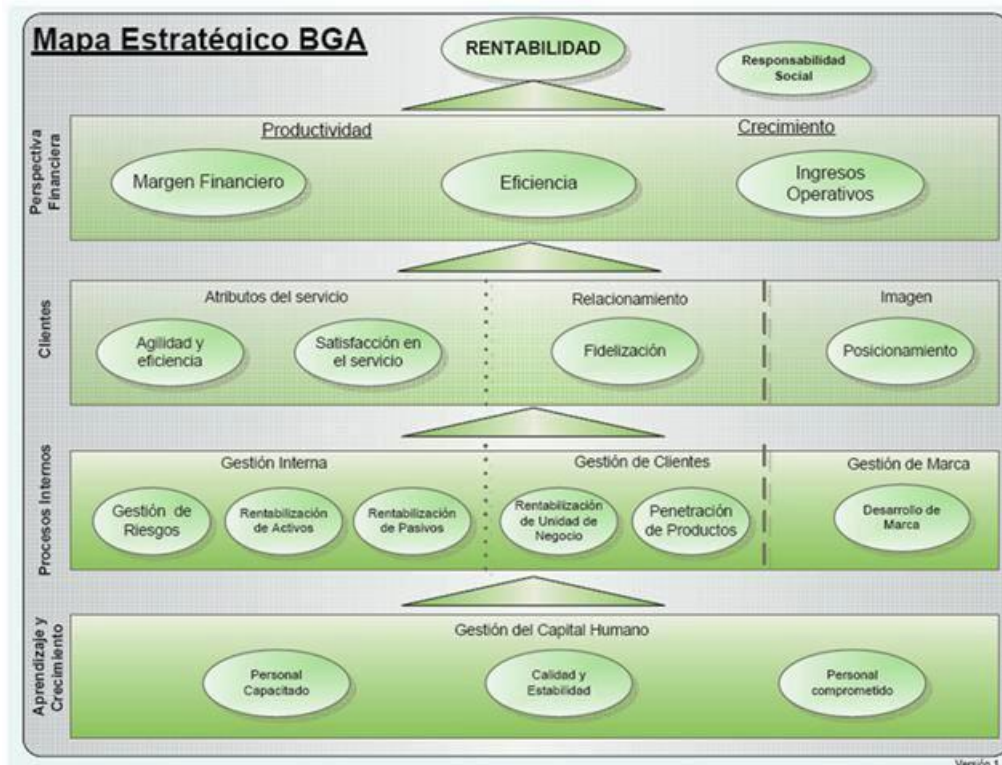 Mapa Estratégico BGA
RENTABILIDAD
Responsabilidad
Social
Perspectiva
Financiera
Productividad
Crecimiento
Margen Financiero
Eficiencia
Ingresos
Operativos
Clientes
Atributos del servicio
Relacionamiento
Imagen
Agilidad y
eficiencia
Satisfacción en
el servicio
Fidelización
Posicionamiento
Procesos Internos
Gestión Interna
Gestión de Clientes
Gestión de Marca
Gestión de
Riesgos
Rentabilización
de Activos
Rentabilización
de Pasivos
Rentabilización
de Unidad de
Negocio
Penetración
de Productos
Desarrollo de
Marca
Aprendizaje y
Crecimiento
Gestión del Capital Humano
Personal
Capacitado
Calidad y
Estabilidad
Personal
comprometido
Versión 1